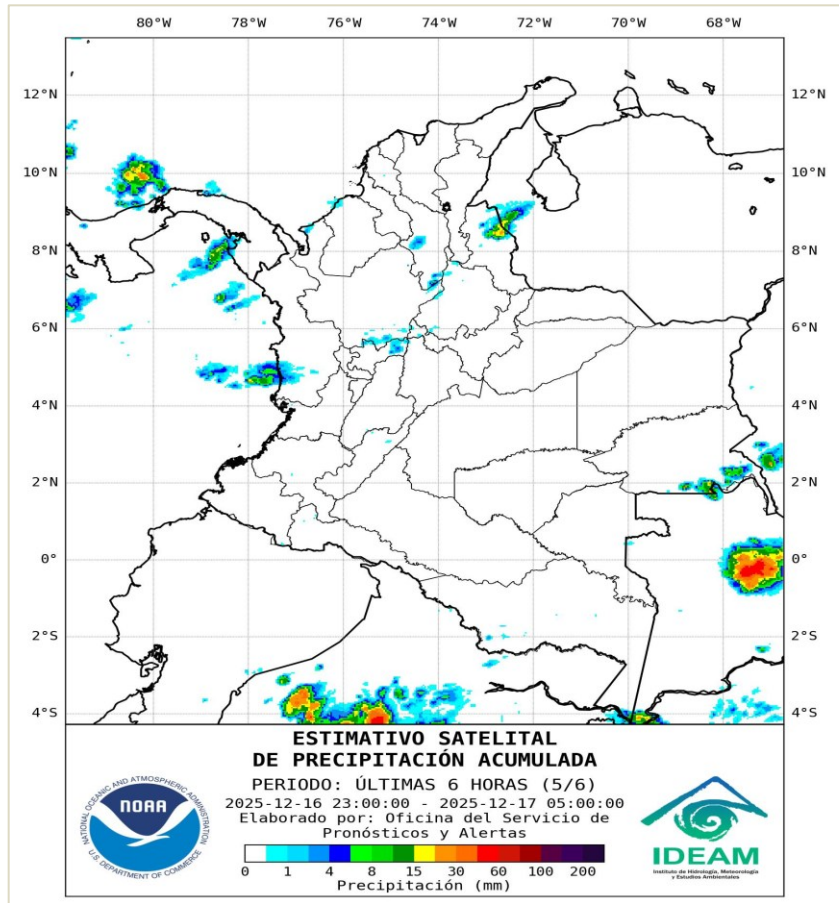 80°W 78°W 76°W 74°W 72°W 70°W 68°W
12°N 12°N
10°N 10°N
8°N 8°N
6°N 6°N
4°N 4°N
2°N 2°N
0° 0°
2°S 2°S
4°S 4°S
ESTIMATIVO SATELITAL
DE PRECIPITACIÓN ACUMULADA
PERIODO: ÚLTIMAS 6 HORAS (5/6)
2025-12-16 23:00:00 - 2025-12-17 05:00:00
Elaborado por: Oficina del Servicio de
Pronósticos y Alertas
0 1 4 8 15 30 60 100 200
Precipitación (mm)
NATIONAL OCEANIC AND ATMOSPHERIC ADMINISTRATION
NOAA
U.S. DEPARTMENT OF COMMERCE
IDEAM
Instituto de Hidrología, Meteorología
y Estudios Ambientales